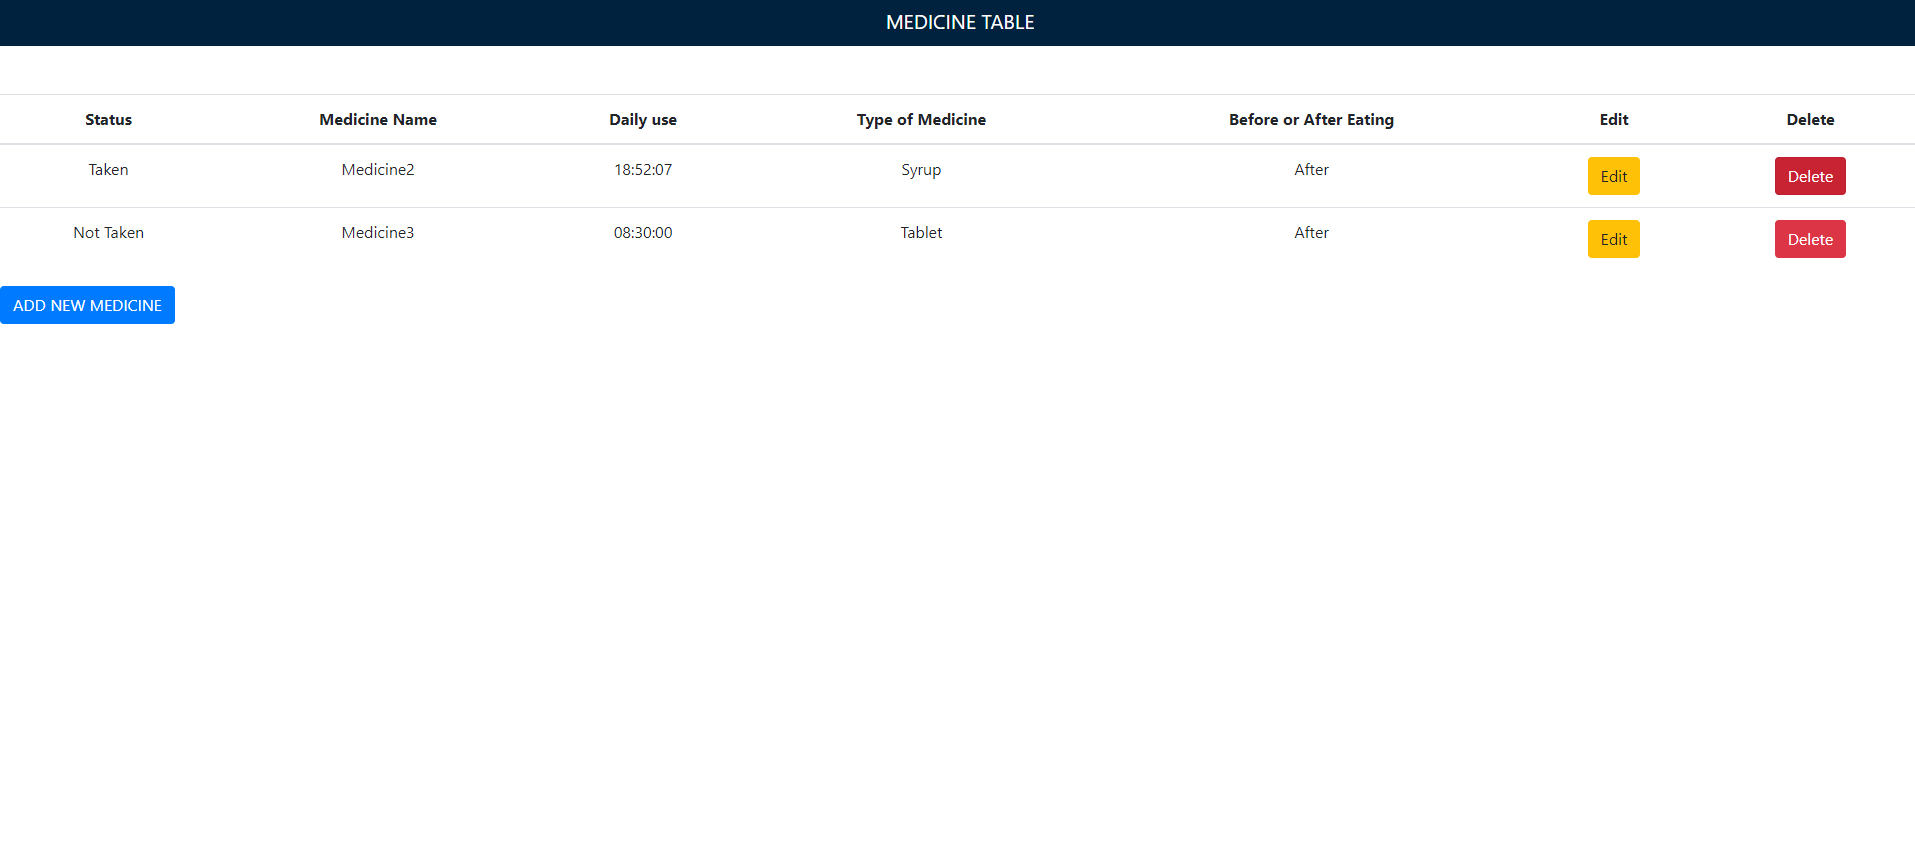 MEDICINE TABLE
Status Medicine Name Daily use Type of Medicine Before or After Eating Edit Delete
Taken Medicine2 18:52:07 Syrup After Edit Delete
Not Taken Medicine3 08:30:00 Tablet After Edit Delete
ADD NEW MEDICINE